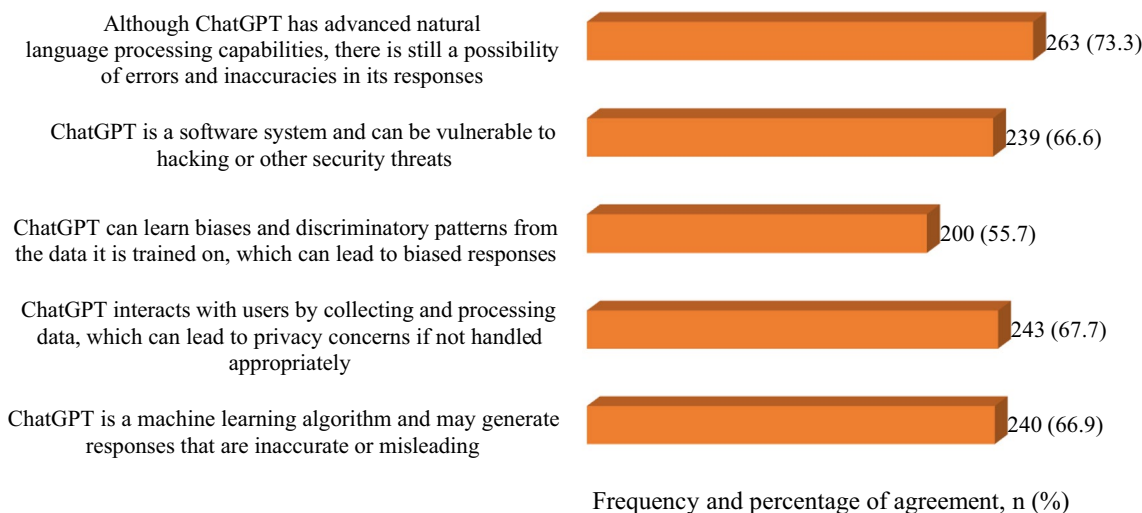 Although ChatGPT has advanced natural
language processing capabilities, there is still a possibility
of errors and inaccuracies in its responses
263 (73.3)
ChatGPT is a software system and can be vulnerable to
hacking or other security threats
239 (66.6)
ChatGPT can learn biases and discriminatory patterns from
the data it is trained on, which can lead to biased responses
200 (55.7)
ChatGPT interacts with users by collecting and processing
data, which can lead to privacy concerns if not handled
appropriately
243 (67.7)
ChatGPT is a machine learning algorithm and may generate
responses that are inaccurate or misleading
240 (66.9)
Frequency and percentage of agreement, n (%)